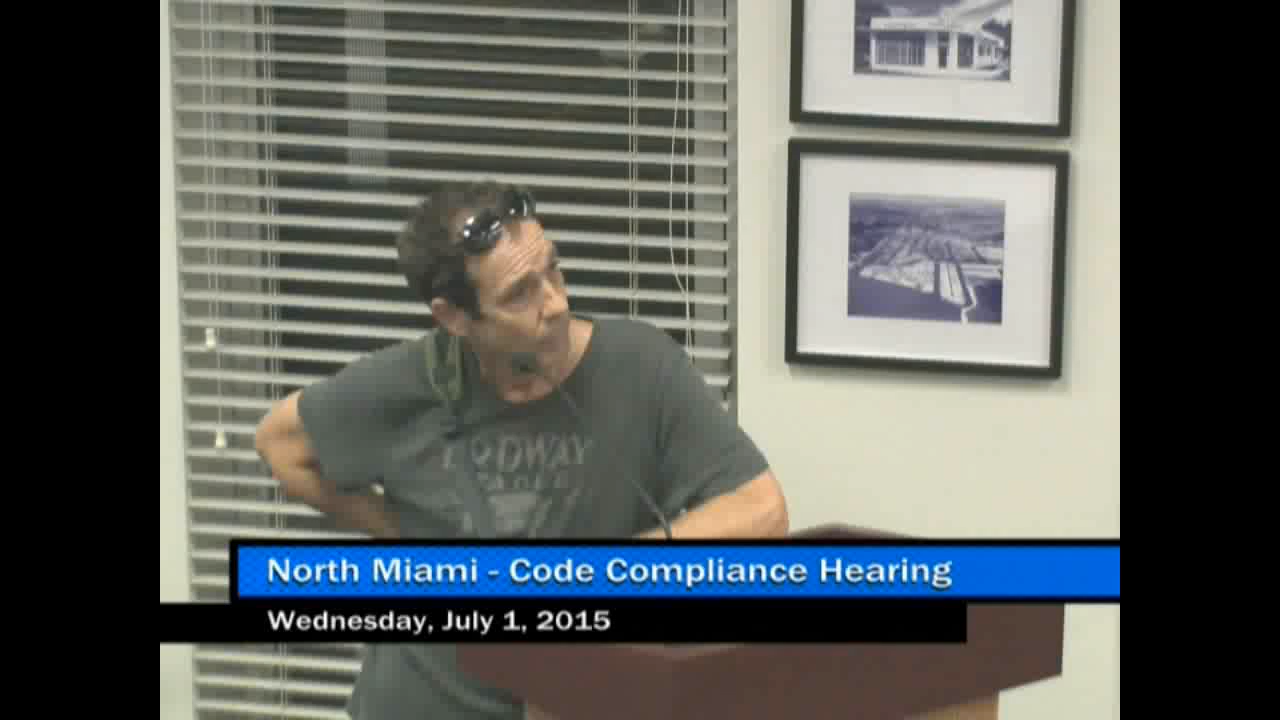 North Miami - Code Compliance Hearing
Wednesday, July 1, 2015